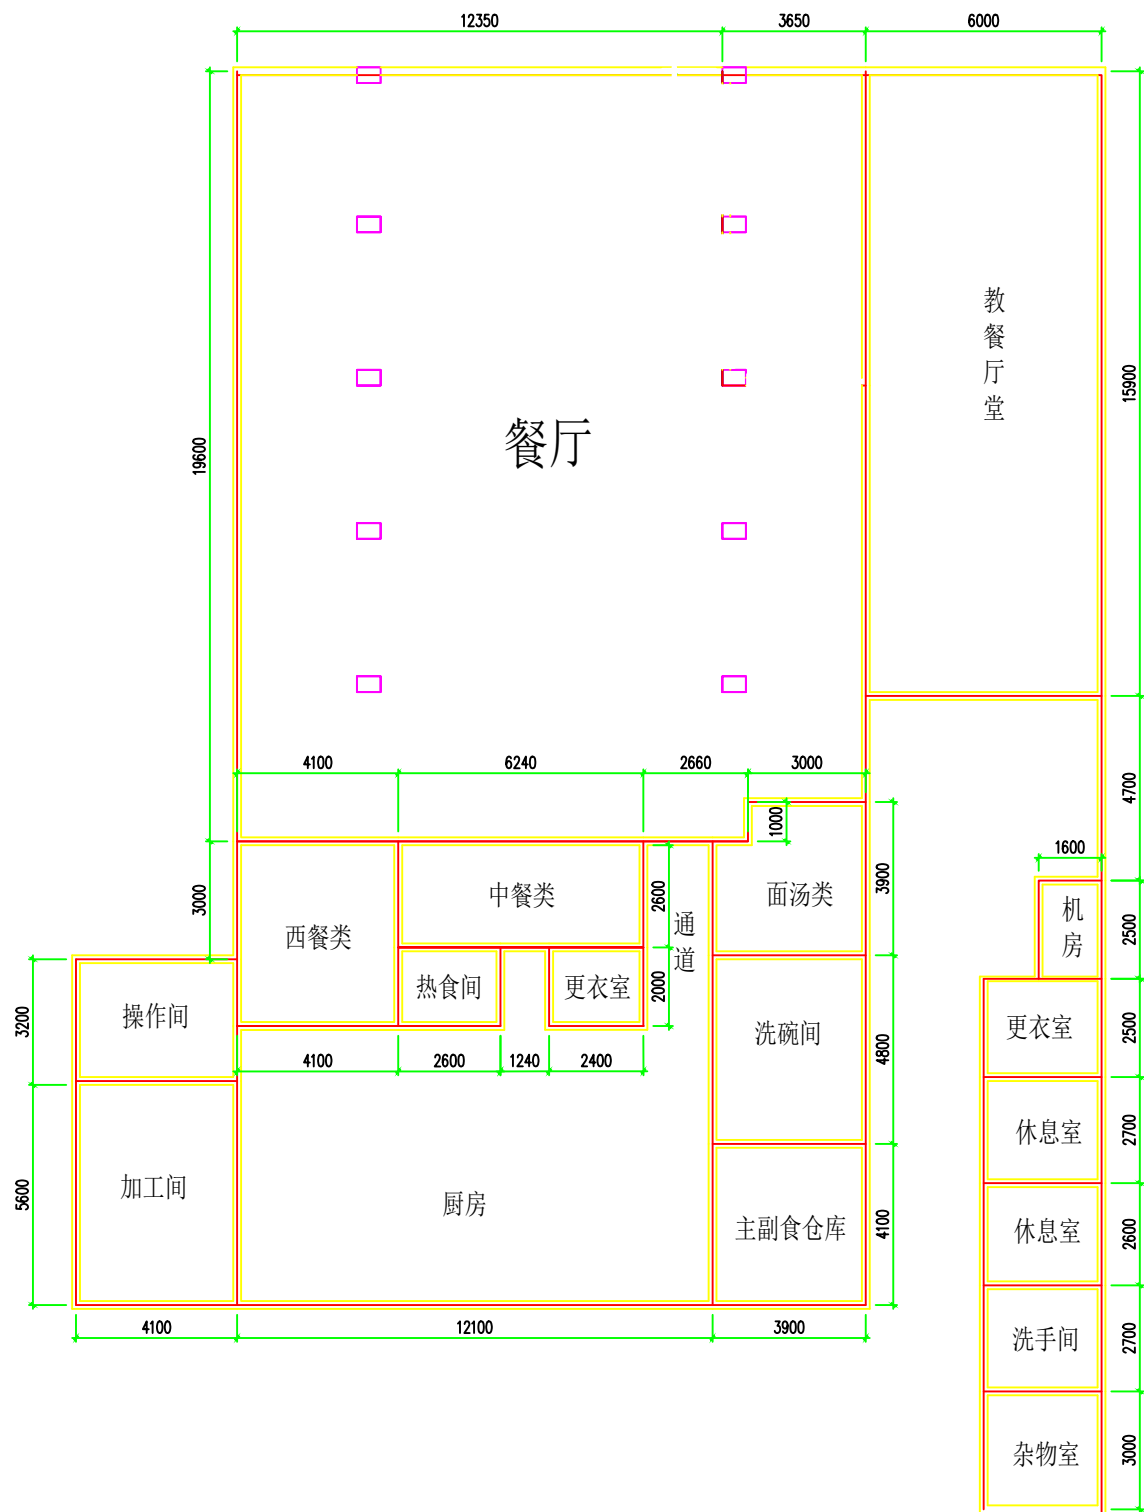 12350
3650
6000
19600
15900
教
餐
厅
堂
餐厅
4100
6240
2660
3000
4700
1000
1600
3000
3900
中餐类
2600
面汤类
机
房
2500
西餐类
通
道
热食间
更衣室
2000
3200
操作间
洗碗间
4800
更衣室
2500
4100
2600
1240
2400
休息室
2700
5600
加工间
厨房
主副食仓库
4100
休息室
2600
4100
12100
3900
洗手间
2700
杂物室
3000